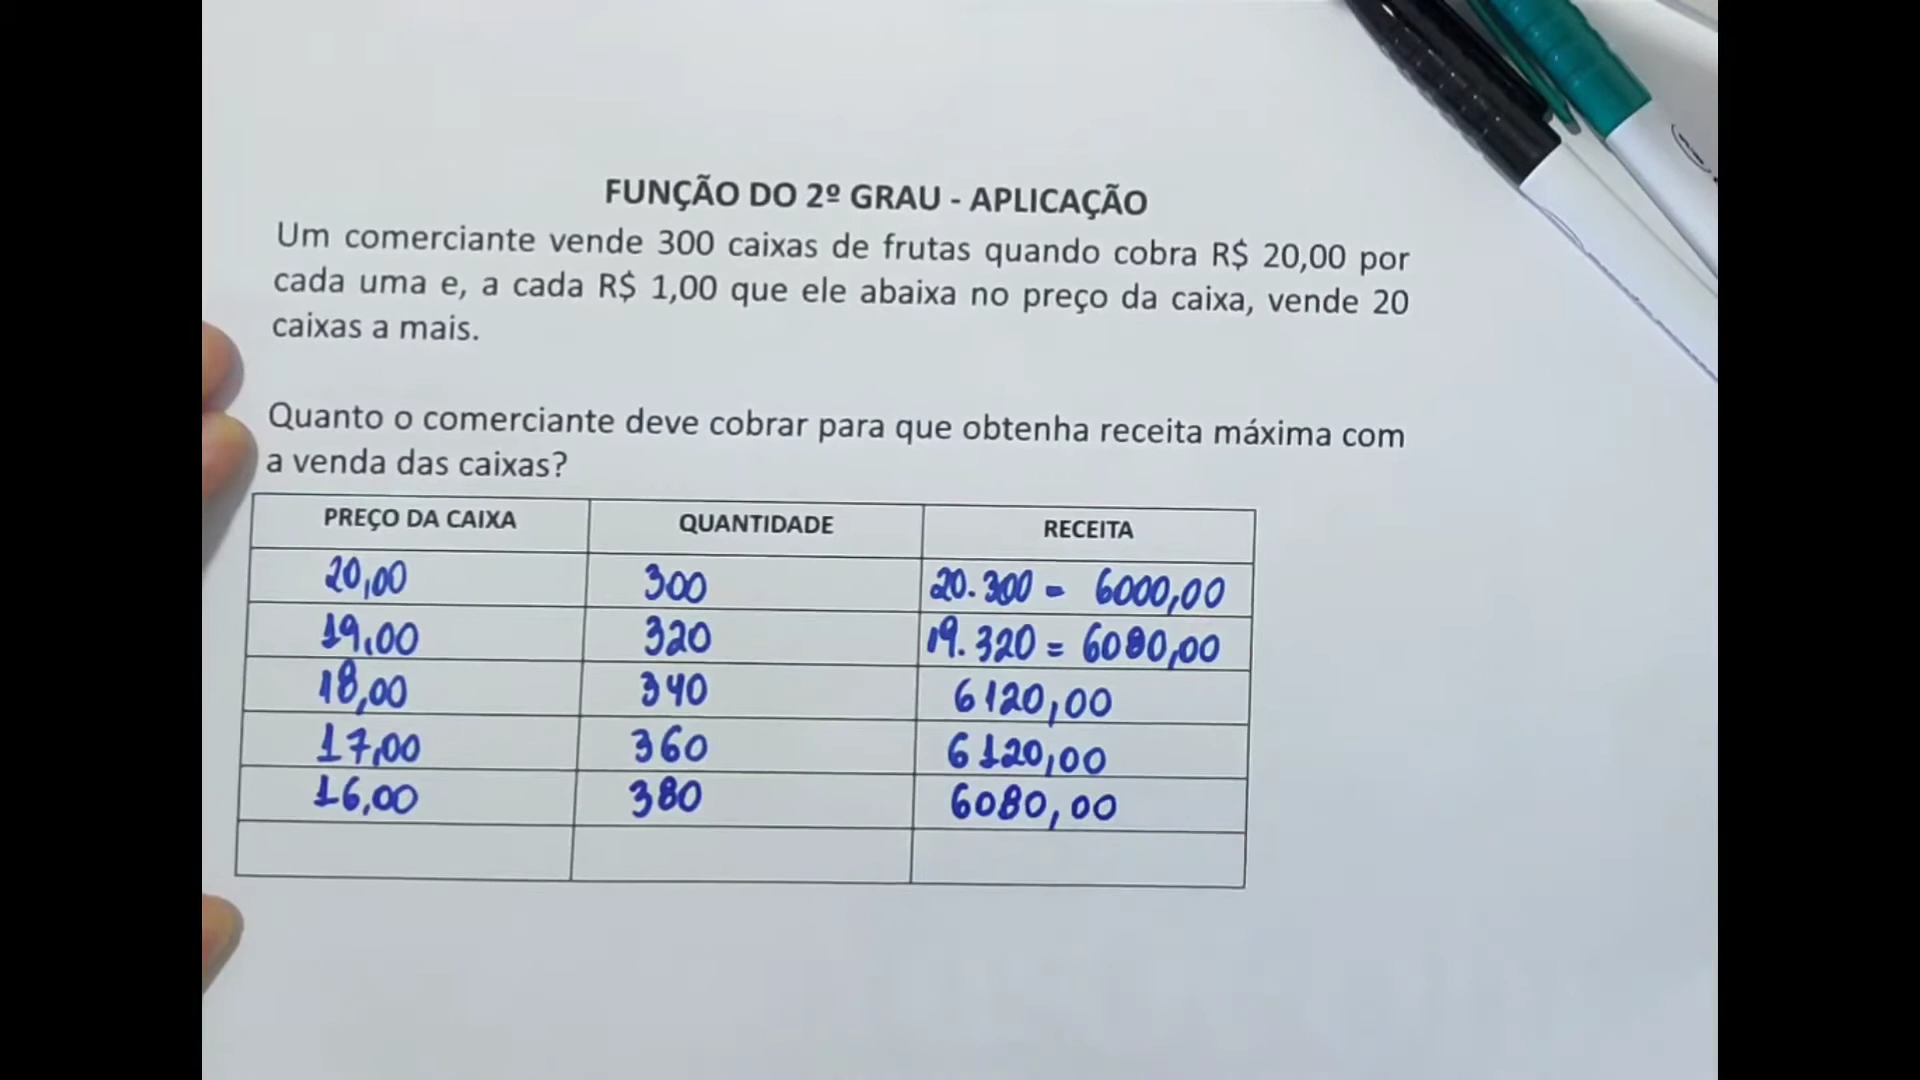 FUNÇÃO DO 2º GRAU - APLICAÇÃO
Um comerciante vende 300 caixas de frutas quando cobra R$ 20,00 por
cada uma e, a cada R$ 1,00 que ele abaixa no preço da caixa, vende 20
caixas a mais.
Quanto o comerciante deve cobrar para que obtenha receita máxima com
a venda das caixas?
PREÇO DA CAIXA QUANTIDADE RECEITA
20,00 300 20.300 = 6000,00
19,00 320 19.320 = 6080,00
18,00 340 6120,00
17,00 360 6120,00
16,00 380 6080,00